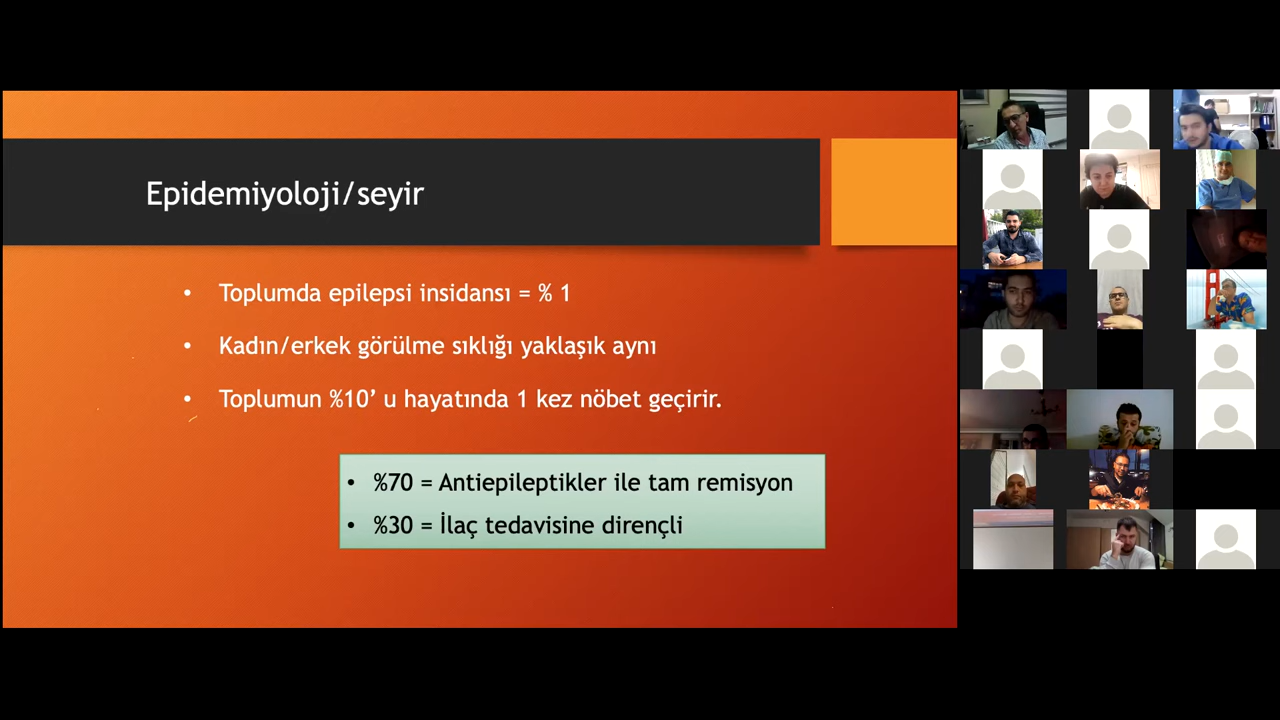 Epidemiyoloji/seyir
• Toplumda epilepsi insidansı = % 1
• Kadın/erkek görülme sıklığı yaklaşık aynı
• Toplumun %10’ u hayatında 1 kez nöbet geçirir.
• %70 = Antiepileptikler ile tam remisyon
• %30 = İlaç tedavisine dirençli